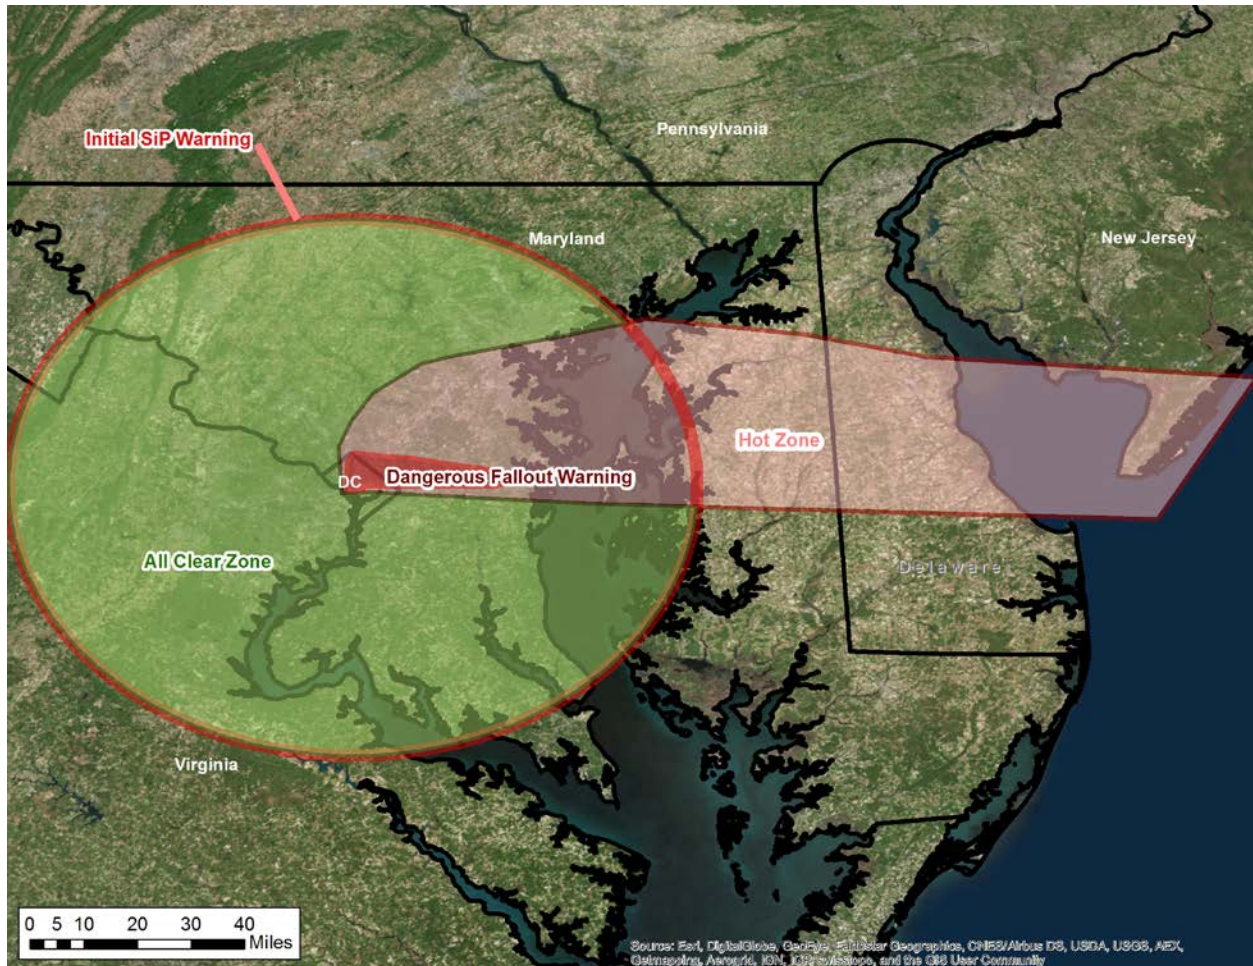 Pennsylvania
Initial SiP Warning
Maryland
New Jersey
Hot Zone
Dangerous Fallout Warning
DC
All Clear Zone
Delaware
Virginia
0 5 10 20 30 40
Miles
Source: Esri, DigitalGlobe, GeoEye, Earthstar Geographics, CNES/Airbus DS, USDA, USGS, AEX,
Getmapping, Aerogrid, IGN, IGP, swisstopo, and the GIS User Community